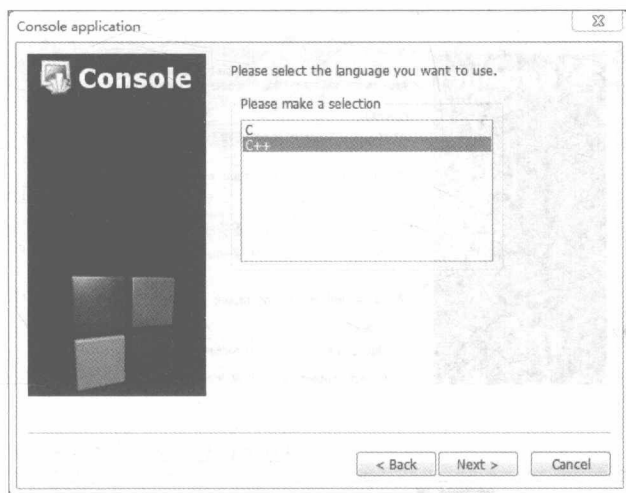 Console application
Console
Please select the language you want to use.
Please make a selection
C
C++
< Back
Next >
Cancel